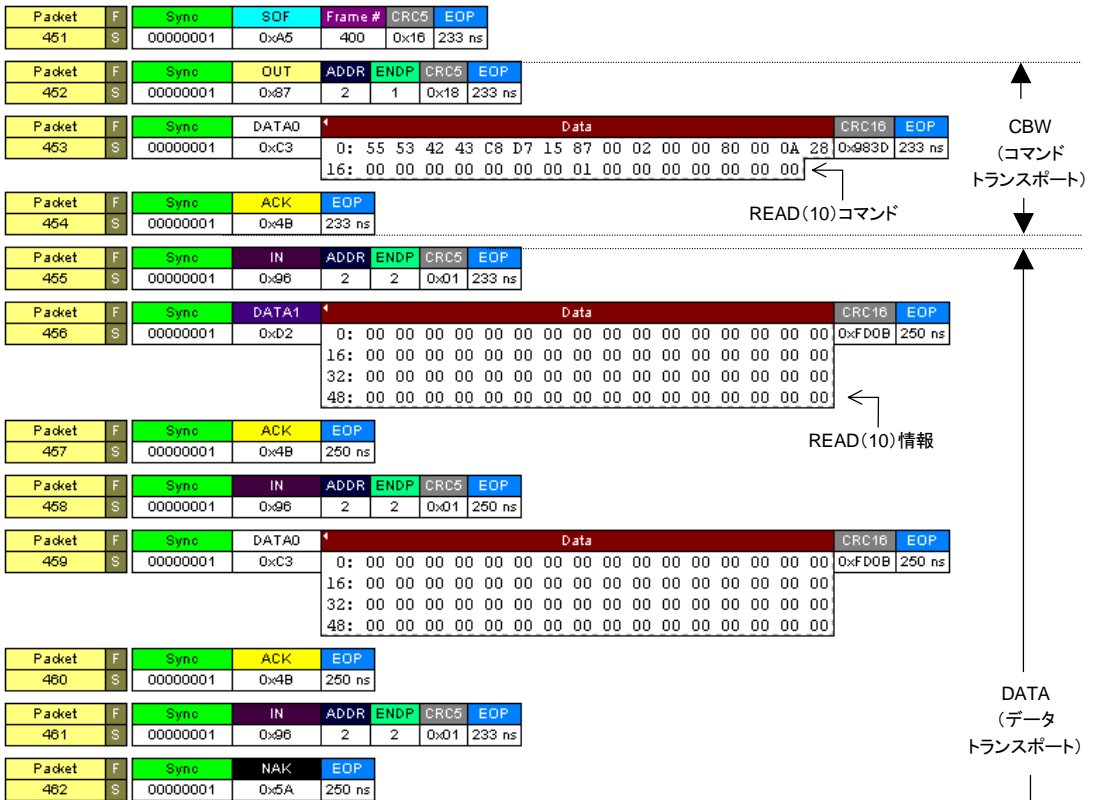 Packet F Sync SOF Frame # CRC5 EOP
451 S 00000001 0xA5 400 0x16 233 ns
Packet F Sync OUT ADDR ENDP CRC5 EOP
452 S 00000001 0x87 2 1 0x18 233 ns
Packet F Sync DATA0 Data CRC16 EOP
453 S 00000001 0xC3 0: 55 53 42 43 C8 D7 15 87 00 02 00 00 80 00 0A 28 0x983D 233 ns
16: 00 00 00 00 00 00 00 01 00 00 00 00 00 00 00
CBW
(コマンド
トランスポート)
READ(10)コマンド
Packet F Sync ACK EOP
454 S 00000001 0x4B 233 ns
Packet F Sync IN ADDR ENDP CRC5 EOP
455 S 00000001 0x96 2 2 0x01 233 ns
Packet F Sync DATA1 Data CRC16 EOP
456 S 00000001 0xD2 0: 00 00 00 00 00 00 00 00 00 00 00 00 00 00 00 00 0xFD0B 250 ns
16: 00 00 00 00 00 00 00 00 00 00 00 00 00 00 00 00
32: 00 00 00 00 00 00 00 00 00 00 00 00 00 00 00 00
48: 00 00 00 00 00 00 00 00 00 00 00 00 00 00 00 00
READ(10)情報
Packet F Sync ACK EOP
457 S 00000001 0x4B 250 ns
Packet F Sync IN ADDR ENDP CRC5 EOP
458 S 00000001 0x96 2 2 0x01 250 ns
Packet F Sync DATA0 Data CRC16 EOP
459 S 00000001 0xC3 0: 00 00 00 00 00 00 00 00 00 00 00 00 00 00 00 00 0xFD0B 250 ns
16: 00 00 00 00 00 00 00 00 00 00 00 00 00 00 00 00
32: 00 00 00 00 00 00 00 00 00 00 00 00 00 00 00 00
48: 00 00 00 00 00 00 00 00 00 00 00 00 00 00 00 00
Packet F Sync ACK EOP
460 S 00000001 0x4B 250 ns
Packet F Sync IN ADDR ENDP CRC5 EOP
461 S 00000001 0x96 2 2 0x01 233 ns
DATA
(データ
トランスポート)
Packet F Sync NAK EOP
462 S 00000001 0x5A 250 ns